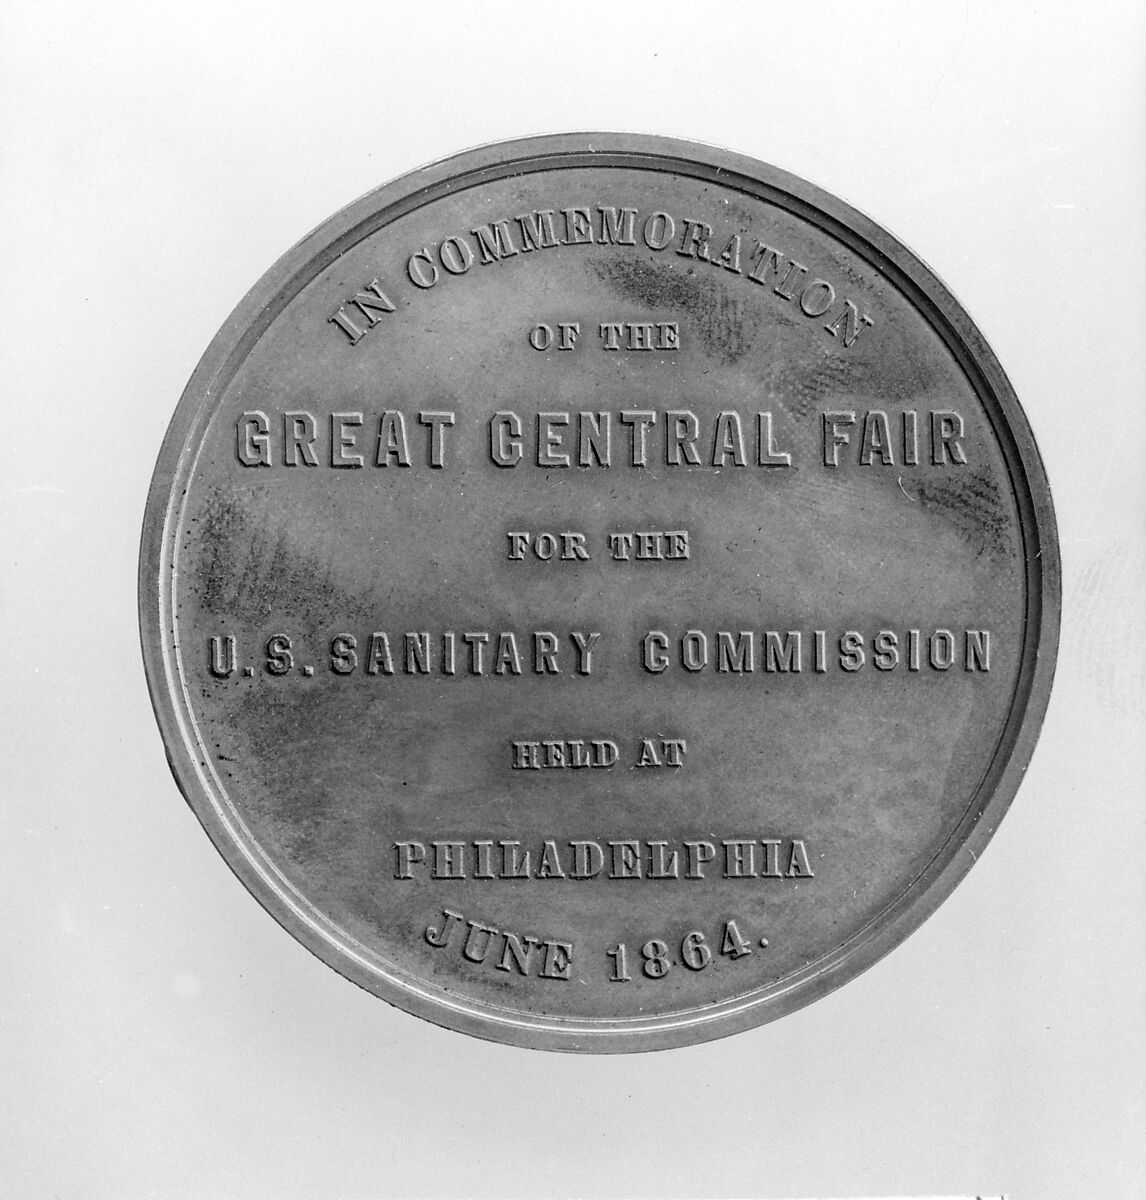 IN COMMEMORATION
OF THE
GREAT CENTRAL FAIR
FOR THE
U.S. SANITARY COMMISSION
HELD AT
PHILADELPHIA
JUNE 1864.